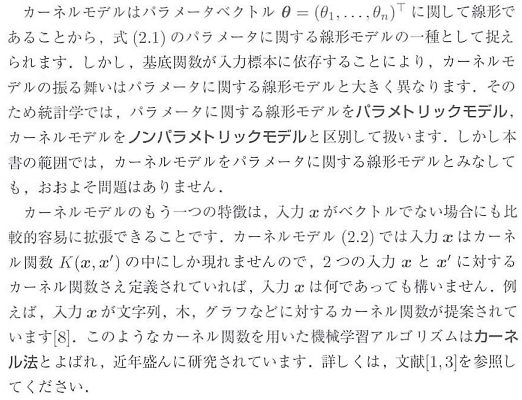 カーネルモデルはパラメータベクトル θ = (θ₁, . . . , θₙ)⊤ に関して線形で
あることから，式 (2.1) のパラメータに関する線形モデルの一種として捉え
られます．しかし，基底関数が入力標本に依存することにより，カーネルモ
デルの振る舞いはパラメータに関する線形モデルと大きく異なります．その
ため統計学では，パラメータに関する線形モデルをパラメトリックモデル，
カーネルモデルをノンパラメトリックモデルと区別して扱います．しかし本
書の範囲では，カーネルモデルをパラメータに関する線形モデルとみなして
も，おおよそ問題はありません．
カーネルモデルのもう一つの特徴は，入力 x がベクトルでない場合にも比
較的容易に拡張できることです．カーネルモデル (2.2) では入力 x はカーネ
ル関数 K(x, x′) の中にしか現れませんので，2 つの入力 x と x′ に対する
カーネル関数さえ定義されていれば，入力 x は何であっても構いません．例
えば，入力 x が文字列，木，グラフなどに対するカーネル関数が提案されて
います[8]．このようなカーネル関数を用いた機械学習アルゴリズムはカーネ
ル法とよばれ，近年盛んに研究されています．詳しくは，文献[1, 3]を参照し
てください．